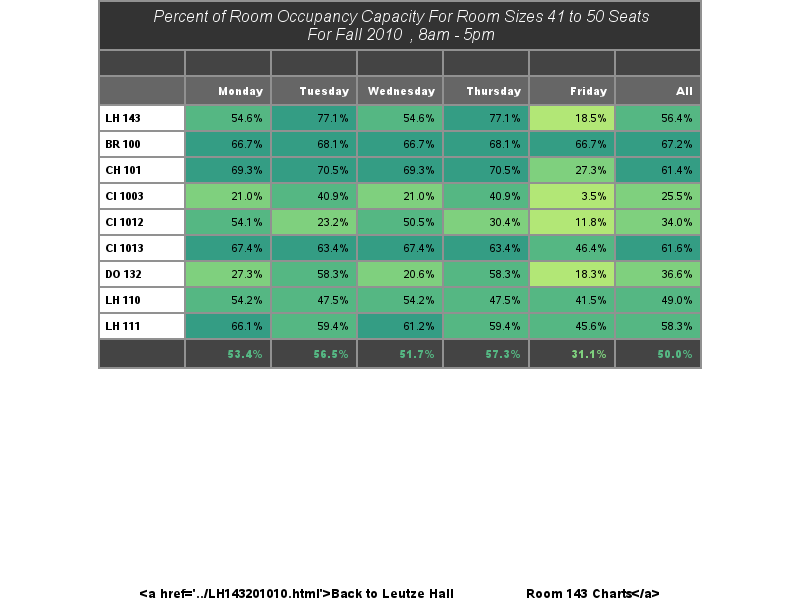 Percent of Room Occupancy Capacity For Room Sizes 41 to 50 Seats
For Fall 2010 , 8am - 5pm
Monday Tuesday Wednesday Thursday Friday All
LH 143 54.6% 77.1% 54.6% 77.1% 18.5% 56.4%
BR 100 66.7% 68.1% 66.7% 68.1% 66.7% 67.2%
CH 101 69.3% 70.5% 69.3% 70.5% 27.3% 61.4%
CI 1003 21.0% 40.9% 21.0% 40.9% 3.5% 25.5%
CI 1012 54.1% 23.2% 50.5% 30.4% 11.8% 34.0%
CI 1013 67.4% 63.4% 67.4% 63.4% 46.4% 61.6%
DO 132 27.3% 58.3% 20.6% 58.3% 18.3% 36.6%
LH 110 54.2% 47.5% 54.2% 47.5% 41.5% 49.0%
LH 111 66.1% 59.4% 61.2% 59.4% 45.6% 58.3%
53.4% 56.5% 51.7% 57.3% 31.1% 50.0%
<a href='../LH143201010.html'>Back to Leutze Hall Room 143 Charts</a>